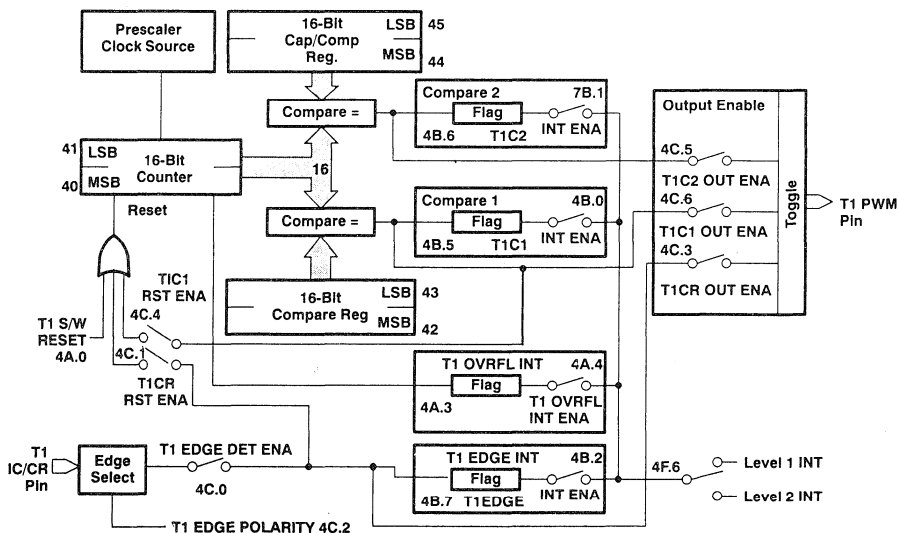 Prescaler
Clock Source
16-Bit
Cap/Comp
Reg.
LSB
MSB
45
44
Compare =
Compare 2
7B.1
Flag
INT ENA
4B.6
T1C2
Output Enable
4C.5
T1C2 OUT ENA
4C.6
T1C1 OUT ENA
4C.3
T1CR OUT ENA
Toggle
T1 PWM
Pin
41
LSB
40
MSB
16-Bit
Counter
16
Reset
Compare =
Compare 1
4B.0
Flag
INT ENA
4B.5
T1C1
16-Bit
Compare Reg
LSB
MSB
43
42
TIC1
RST ENA
4C.4
T1 S/W
RESET
4A.0
4C.1
T1CR
RST ENA
T1 OVRFL INT
4A.4
Flag
4A.3
T1 OVRFL
INT ENA
T1
IC/CR
Pin
Edge
Select
T1 EDGE DET ENA
4C.0
T1 EDGE INT
4B.2
Flag
INT ENA
4B.7
T1EDGE
4F.6
Level 1 INT
Level 2 INT
T1 EDGE POLARITY 4C.2